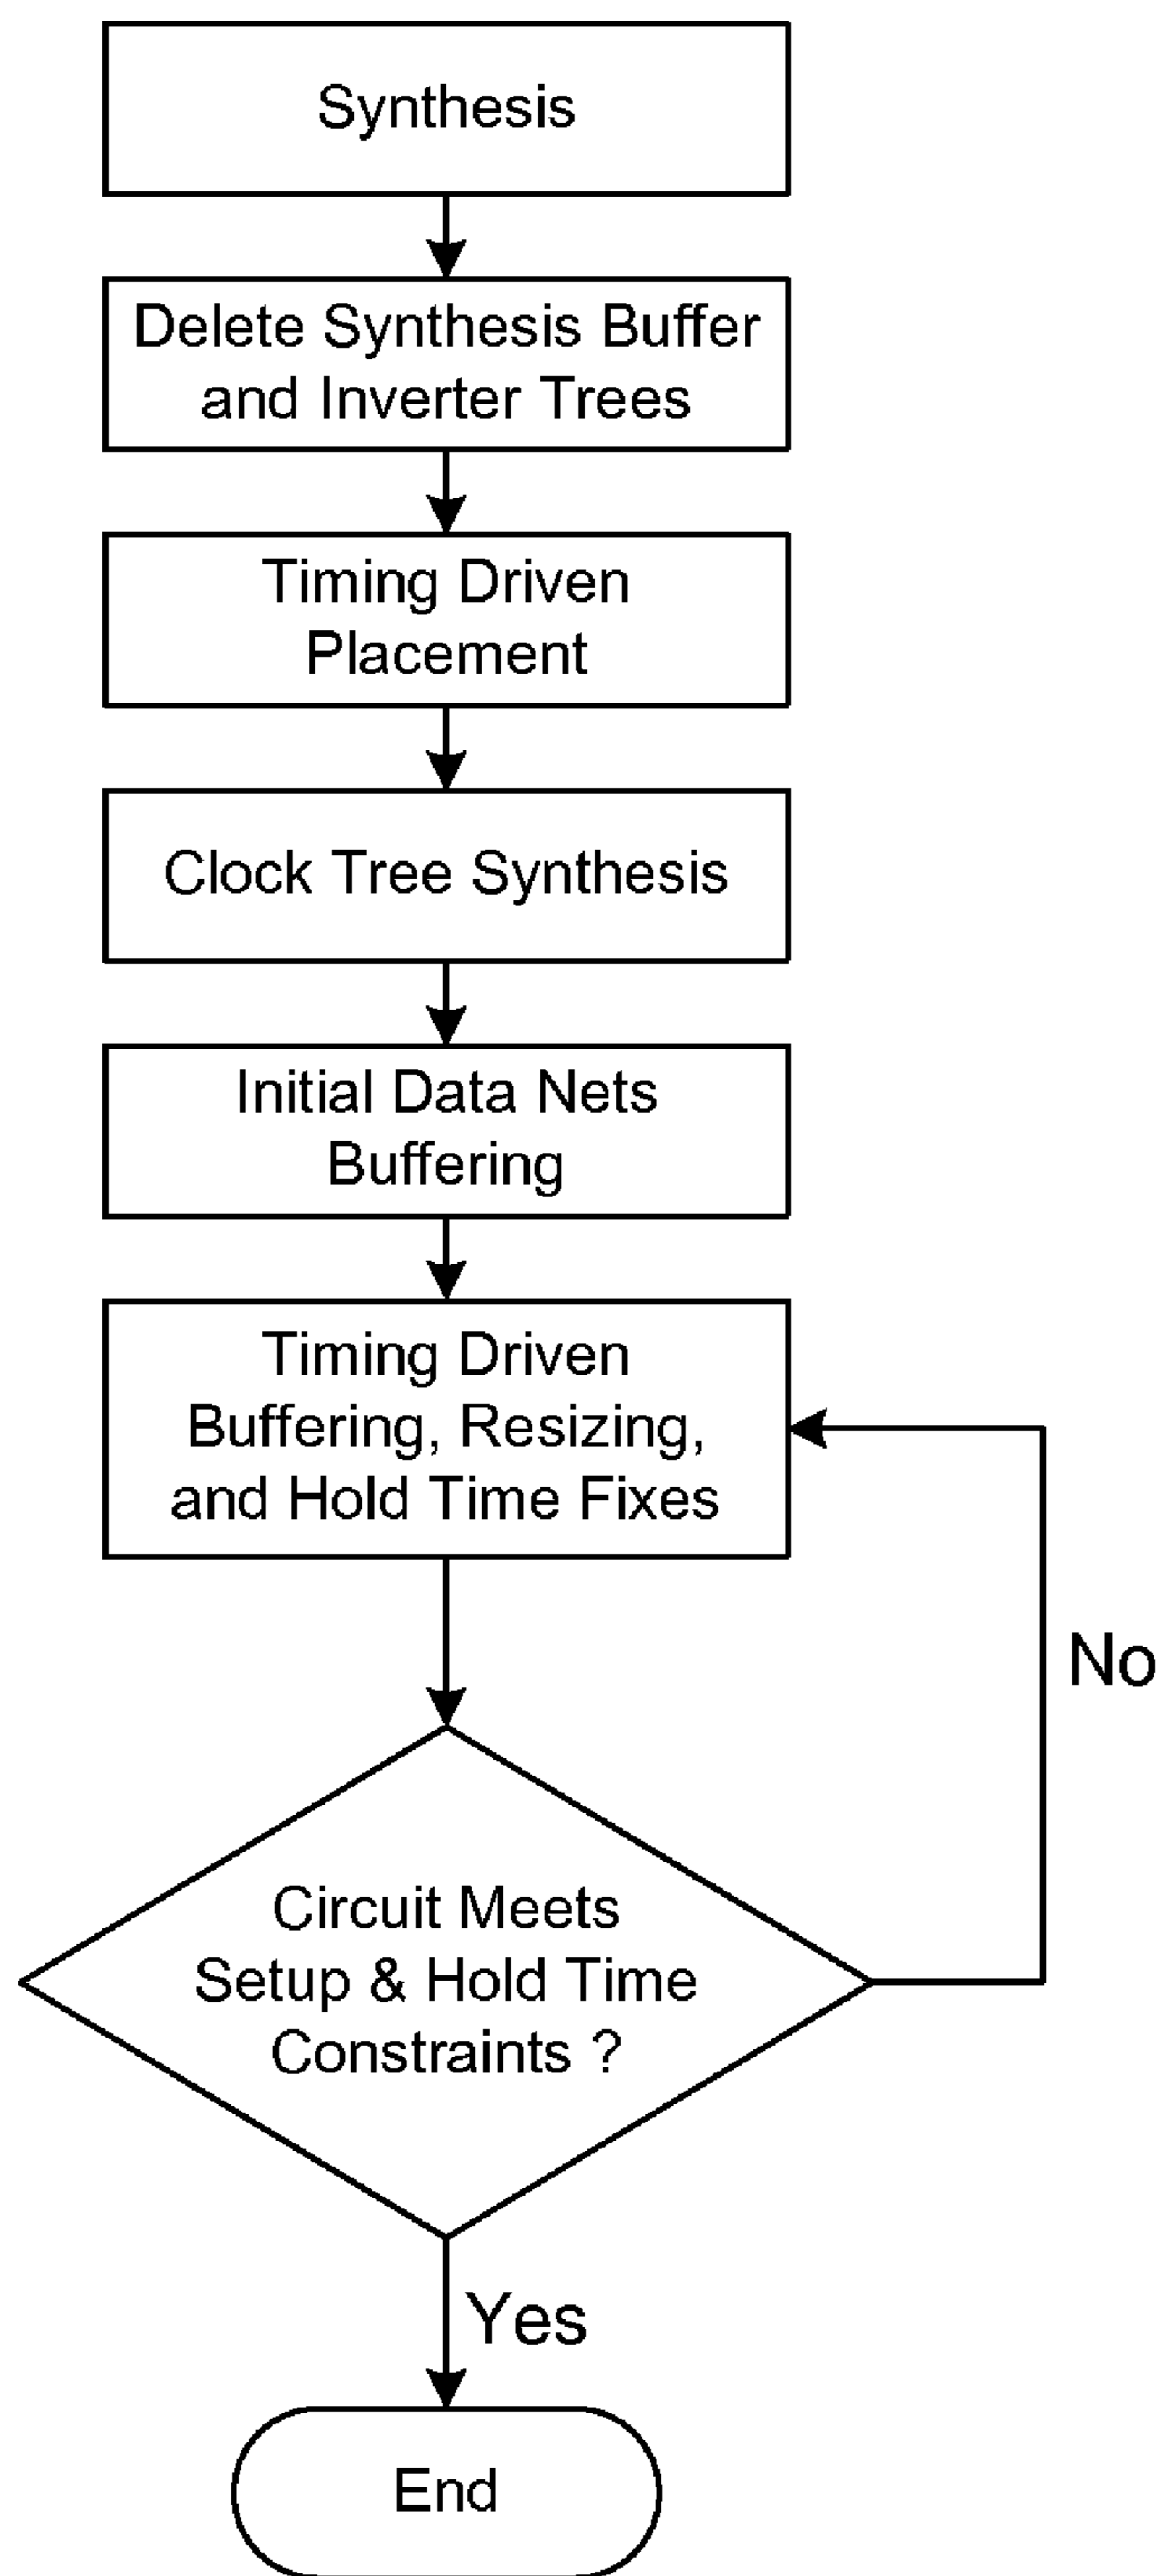 Synthesis
Delete Synthesis Buffer
and Inverter Trees
Timing Driven
Placement
Clock Tree Synthesis
Initial Data Nets
Buffering
Timing Driven
Buffering, Resizing,
and Hold Time Fixes
No
Circuit Meets
Setup & Hold Time
Constraints ?
Yes
End